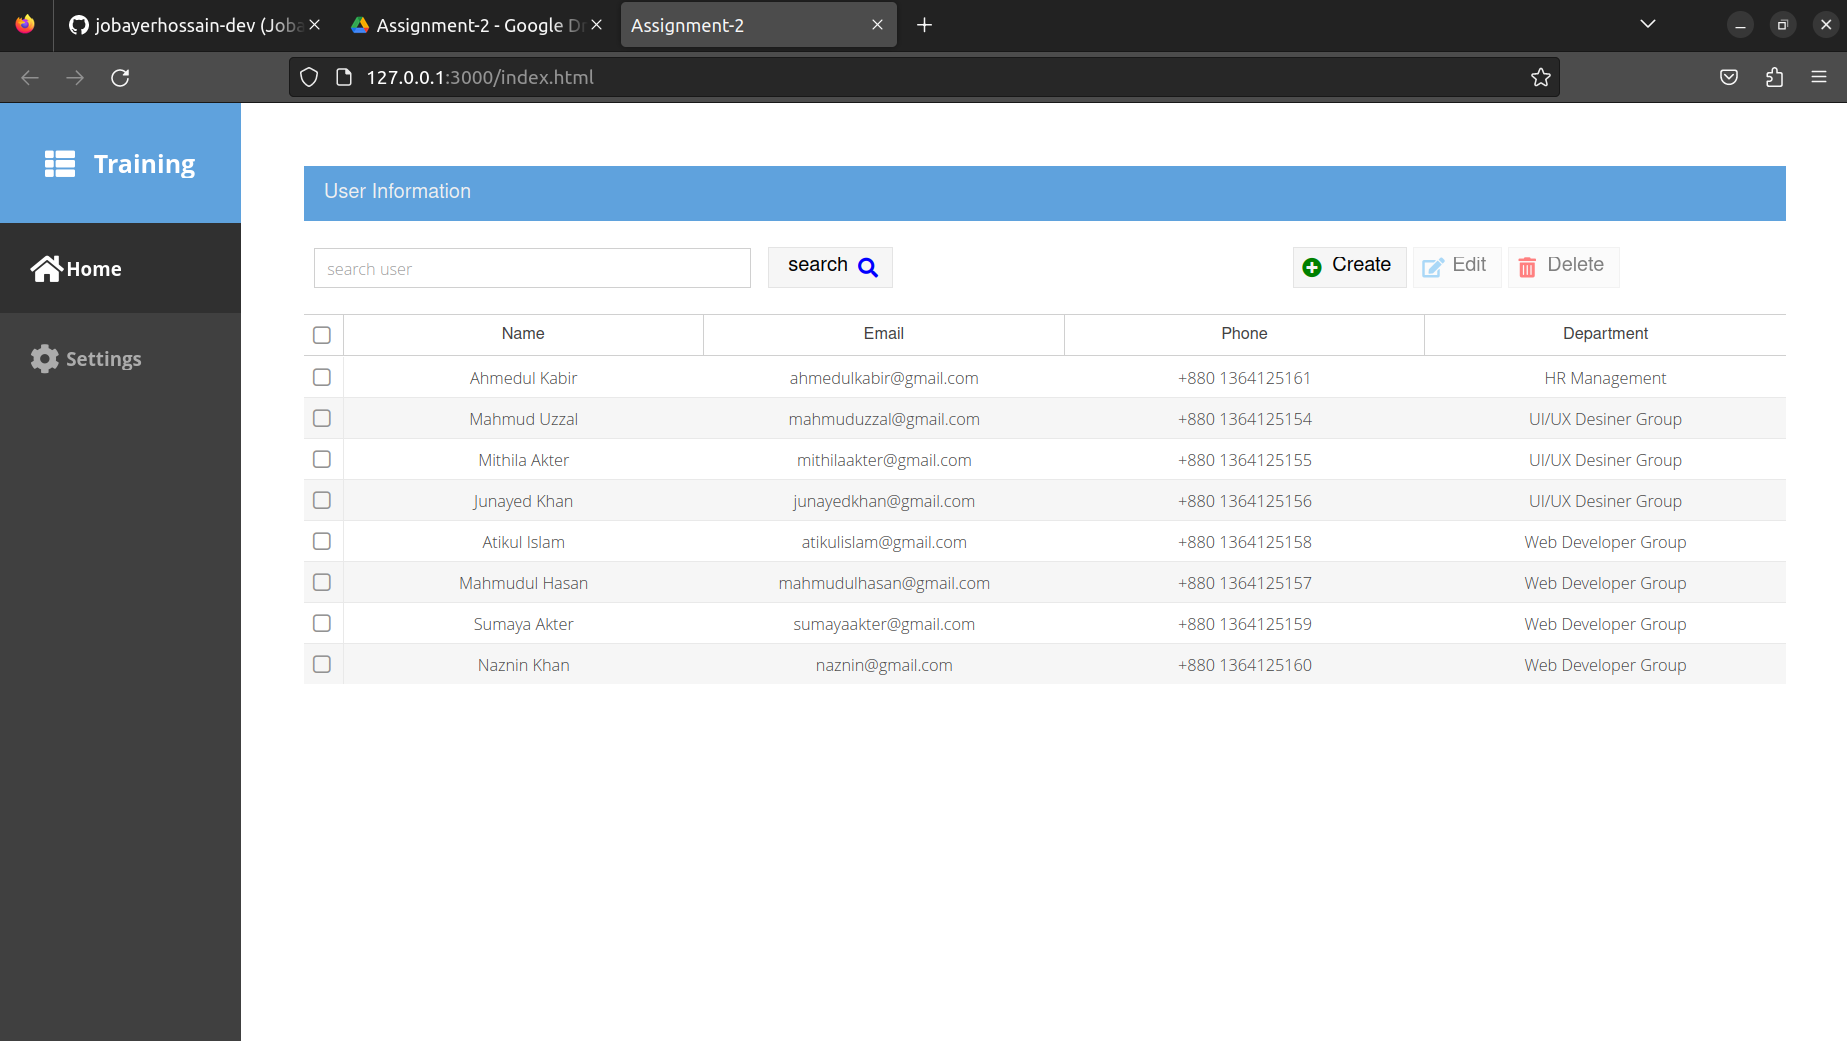 jobayerhossain-dev (Joba
Assignment-2 - Google Dr
Assignment-2
127.0.0.1:3000/index.html
Training
Home
Settings
User Information
search user
search
Create
Edit
Delete
Name Email Phone Department
Ahmedul Kabir ahmedulkabir@gmail.com +880 1364125161 HR Management
Mahmud Uzzal mahmuduzzal@gmail.com +880 1364125154 UI/UX Desiner Group
Mithila Akter mithilaakter@gmail.com +880 1364125155 UI/UX Desiner Group
Junayed Khan junayedkhan@gmail.com +880 1364125156 UI/UX Desiner Group
Atikul Islam atikulislam@gmail.com +880 1364125158 Web Developer Group
Mahmudul Hasan mahmudulhasan@gmail.com +880 1364125157 Web Developer Group
Sumaya Akter sumayaakter@gmail.com +880 1364125159 Web Developer Group
Naznin Khan naznin@gmail.com +880 1364125160 Web Developer Group